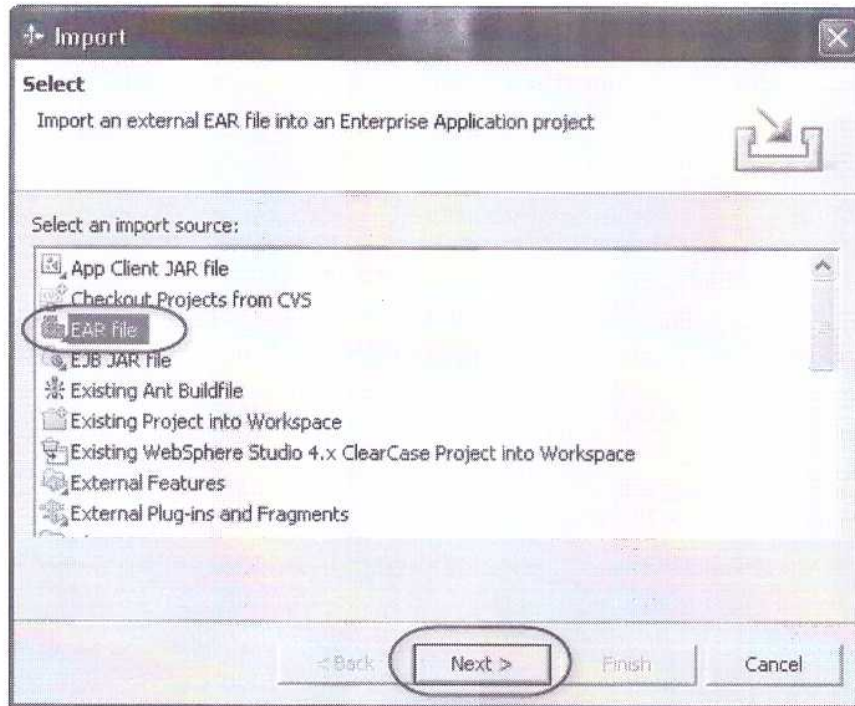 Import
Select
Import an external EAR file into an Enterprise Application project
Select an import source:
App Client JAR file
Checkout Projects from CVS
EAR file
EJB JAR file
Existing Ant Buildfile
Existing Project into Workspace
Existing WebSphere Studio 4.x ClearCase Project into Workspace
External Features
External Plug-ins and Fragments
< Back Next > Finish Cancel